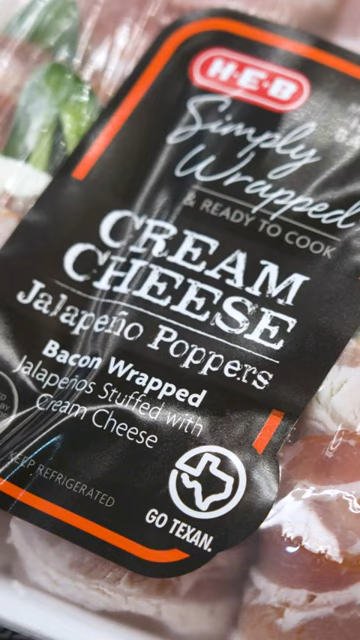 H-E-B
Simply
Wrapped
& READY TO COOK
CREAM
CHEESE
Jalapeño Poppers
Bacon Wrapped
Jalapeños Stuffed with
Cream Cheese
KEEP REFRIGERATED
GO TEXAN.